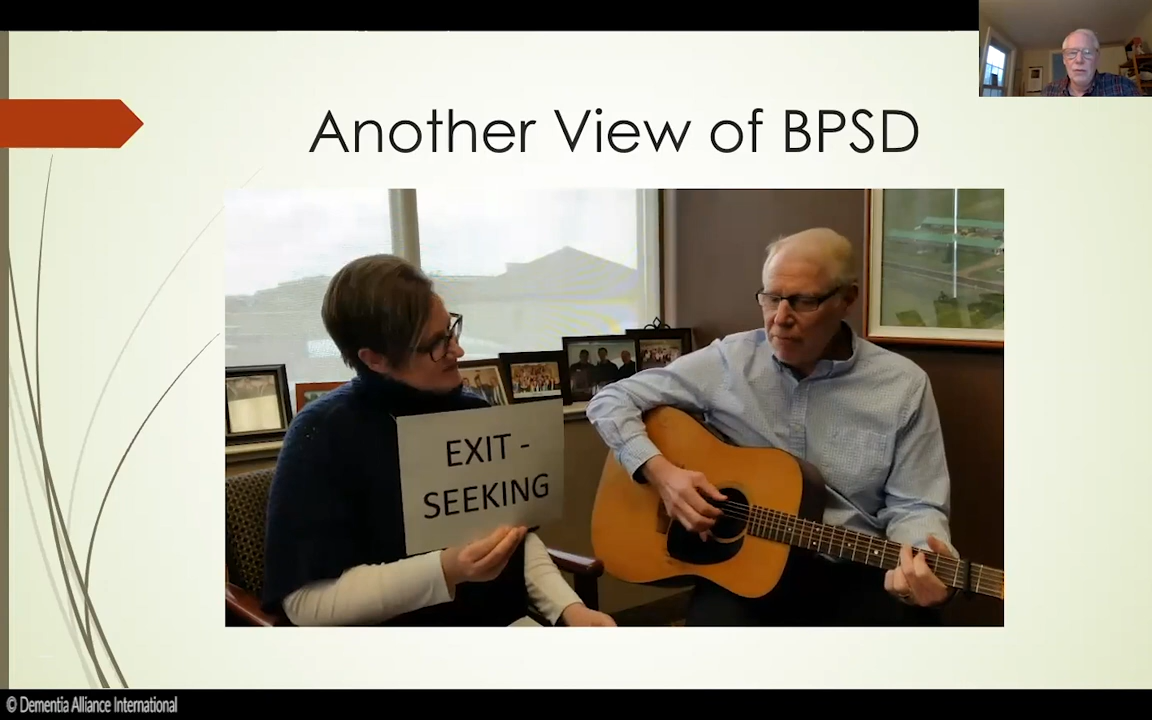 Another View of BPSD
EXIT -
SEEKING
© Dementia Alliance International